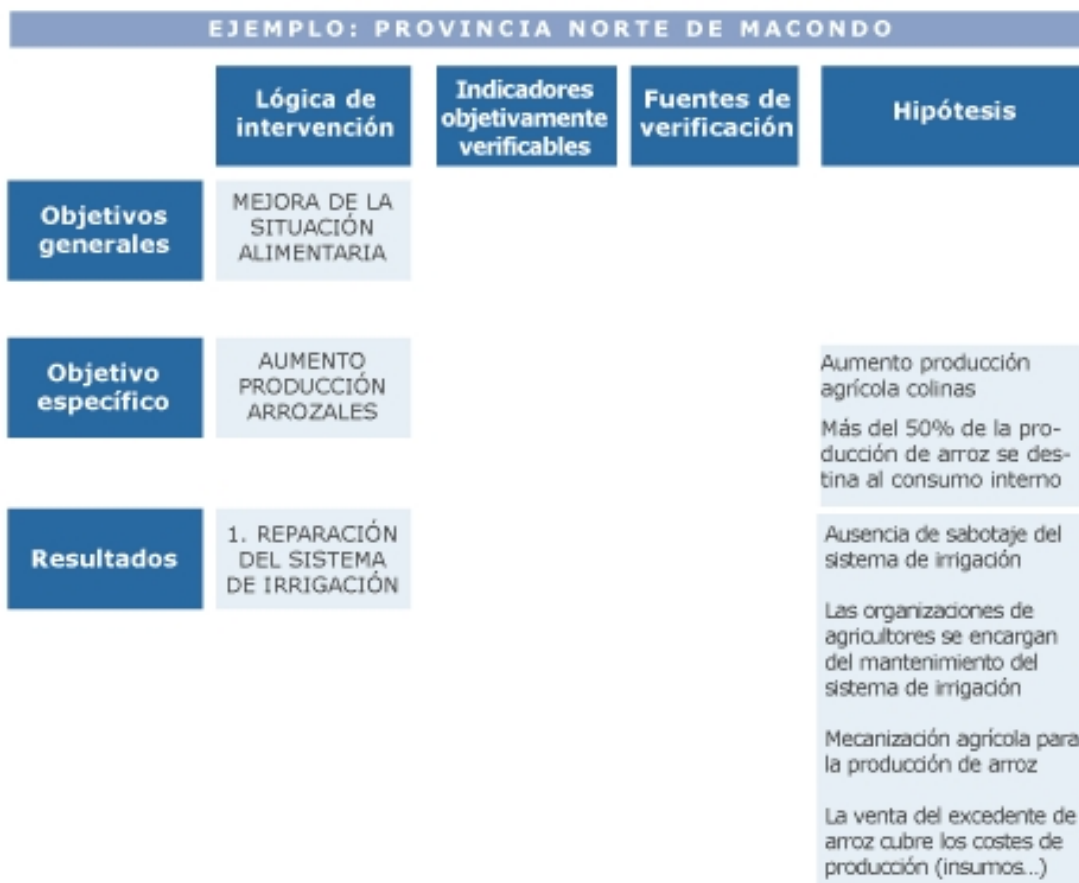 EJEMPLO: PROVINCIA NORTE DE MACONDO
Lógica de
intervención
Indicadores
objetivamente
verificables
Fuentes de
verificación
Hipótesis
Objetivos
generales
MEJORA DE LA
SITUACIÓN
ALIMENTARIA
Objetivo
específico
AUMENTO
PRODUCCIÓN
ARROZALES
Aumento producción
agrícola colinas
Más del 50% de la pro-
ducción de arroz se des-
tina al consumo interno
Resultados
1. REPARACIÓN
DEL SISTEMA
DE IRRIGACIÓN
Ausencia de sabotaje del
sistema de irrigación
Las organizaciones de
agricultores se encargan
del mantenimiento del
sistema de irrigación
Mecanización agrícola para
la producción de arroz
La venta del excedente de
arroz cubre los costes de
producción (insumos...)